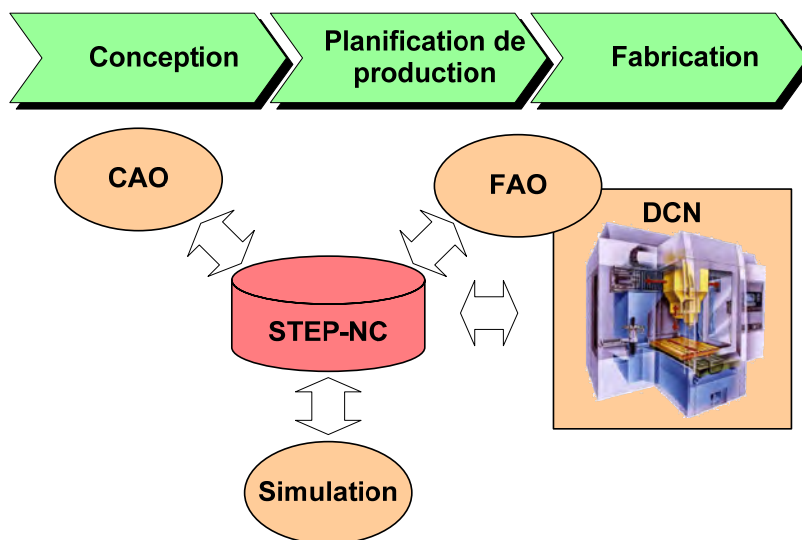 Conception
Planification de
production
Fabrication
CAO
FAO
DCN
STEP-NC
Simulation